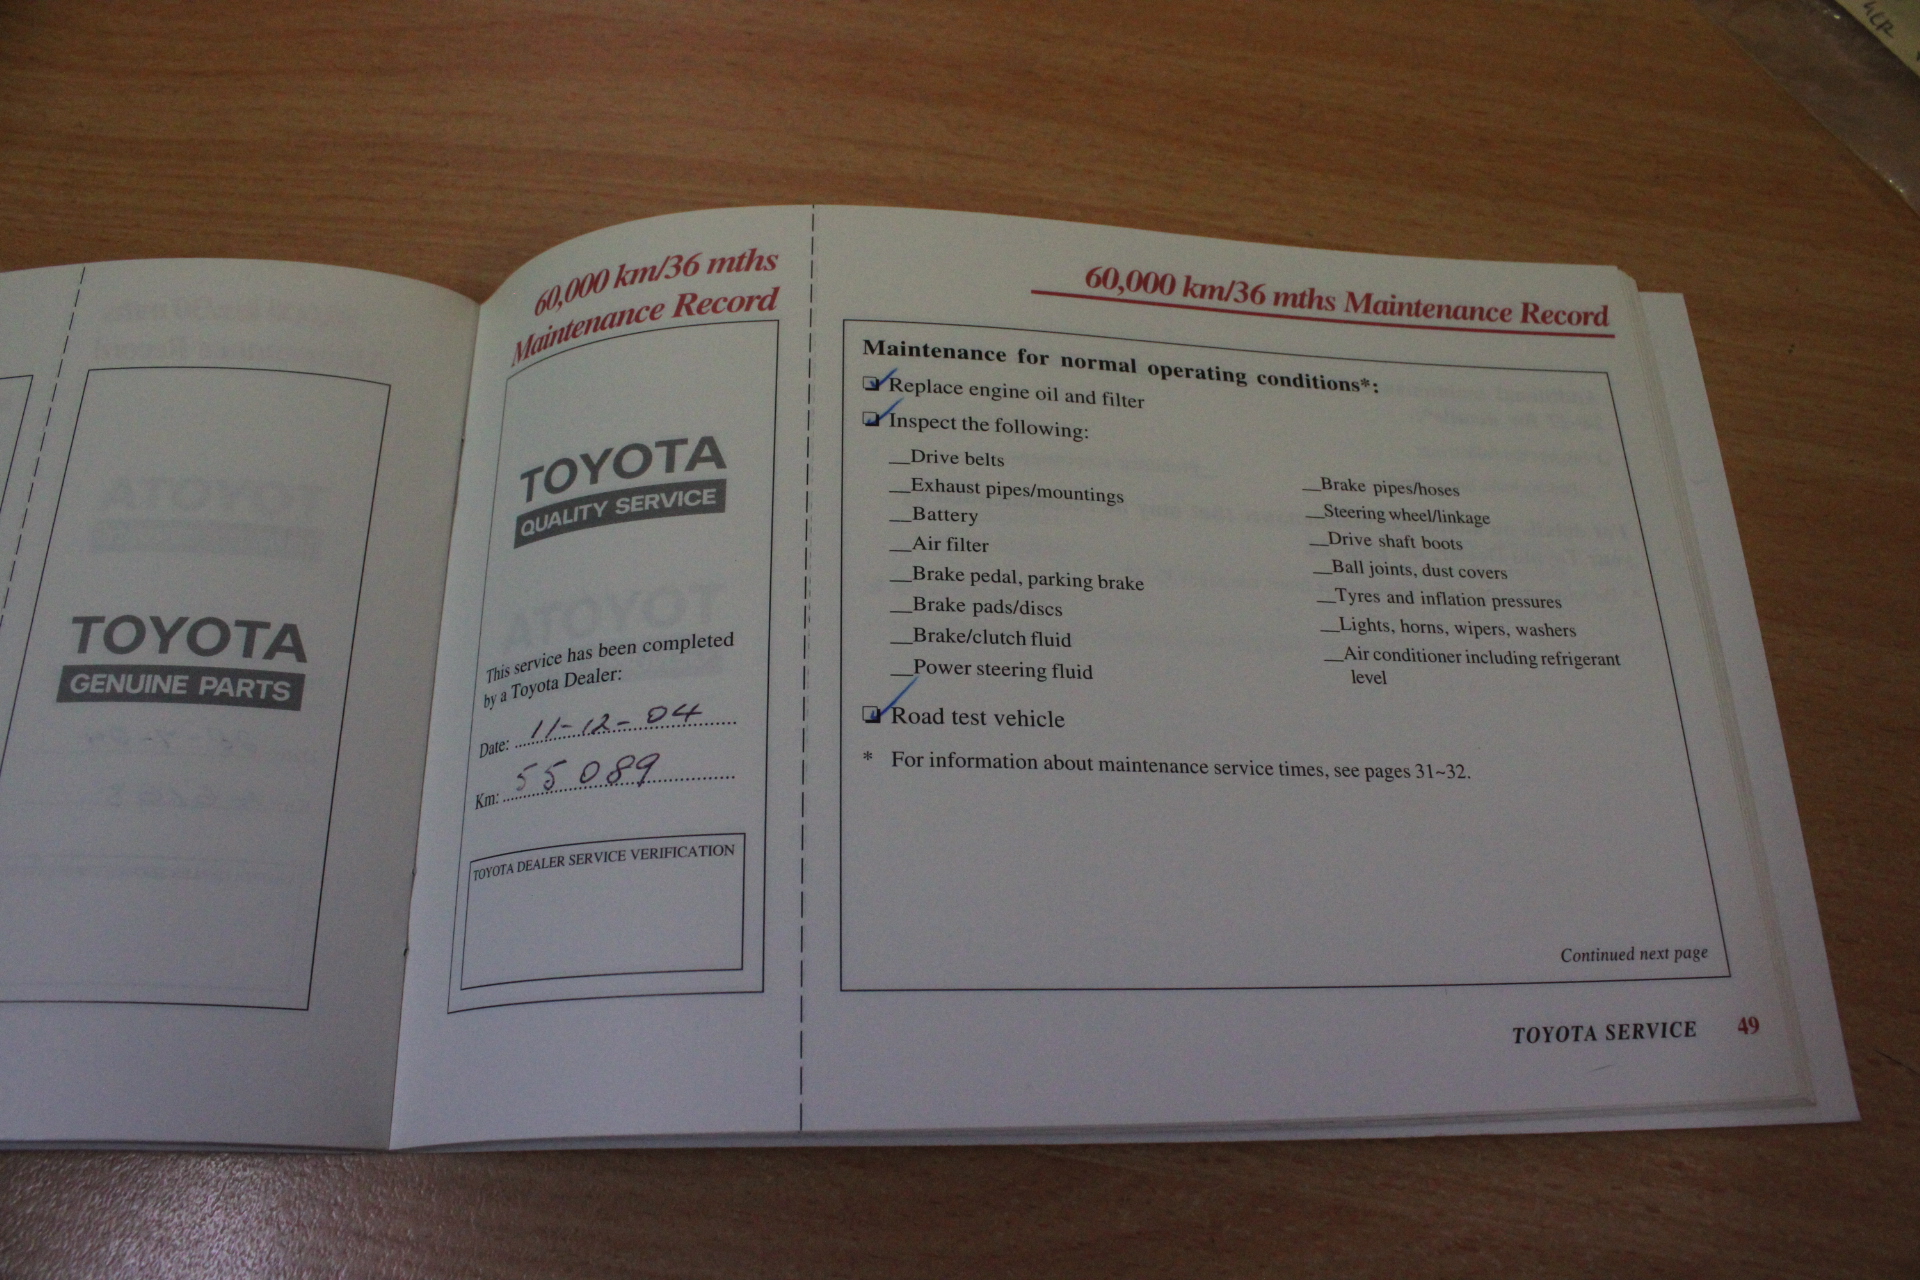 TOYOTA
GENUINE PARTS
60,000 km/36 mths
Maintenance Record
TOYOTA
QUALITY SERVICE
This service has been completed
by a Toyota Dealer:
Date: 11-12-04
Km: 55089
TOYOTA DEALER SERVICE VERIFICATION
60,000 km/36 mths Maintenance Record
Maintenance for normal operating conditions*:
Replace engine oil and filter
Inspect the following:
__Drive belts
__Exhaust pipes/mountings
__Battery
__Air filter
__Brake pedal, parking brake
__Brake pads/discs
__Brake/clutch fluid
__Power steering fluid
__Brake pipes/hoses
__Steering wheel/linkage
__Drive shaft boots
__Ball joints, dust covers
__Tyres and inflation pressures
__Lights, horns, wipers, washers
__Air conditioner including refrigerant
level
Road test vehicle
* For information about maintenance service times, see pages 31~32.
Continued next page
TOYOTA SERVICE 49